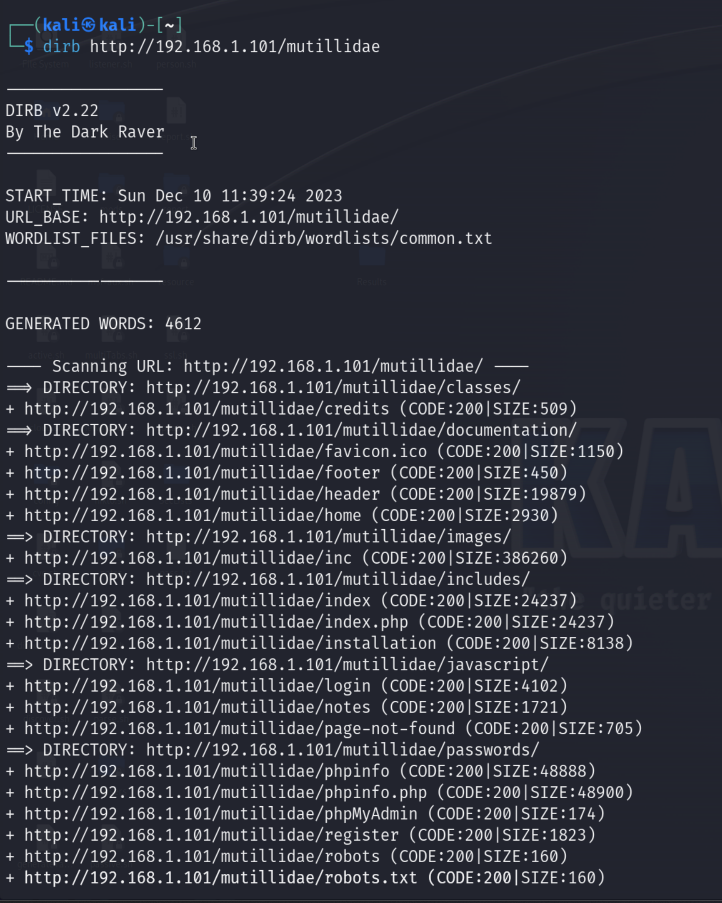 ┌──(kali㉿kali)-[~]
└─$ dirb http://192.168.1.101/mutillidae
─────────────────
DIRB v2.22
By The Dark Raver
─────────────────
START_TIME: Sun Dec 10 11:39:24 2023
URL_BASE: http://192.168.1.101/mutillidae/
WORDLIST_FILES: /usr/share/dirb/wordlists/common.txt
─────────────────
GENERATED WORDS: 4612
──── Scanning URL: http://192.168.1.101/mutillidae/ ────
==> DIRECTORY: http://192.168.1.101/mutillidae/classes/
+ http://192.168.1.101/mutillidae/credits (CODE:200|SIZE:509)
==> DIRECTORY: http://192.168.1.101/mutillidae/documentation/
+ http://192.168.1.101/mutillidae/favicon.ico (CODE:200|SIZE:1150)
+ http://192.168.1.101/mutillidae/footer (CODE:200|SIZE:450)
+ http://192.168.1.101/mutillidae/header (CODE:200|SIZE:19879)
+ http://192.168.1.101/mutillidae/home (CODE:200|SIZE:2930)
==> DIRECTORY: http://192.168.1.101/mutillidae/images/
+ http://192.168.1.101/mutillidae/inc (CODE:200|SIZE:386260)
==> DIRECTORY: http://192.168.1.101/mutillidae/includes/
+ http://192.168.1.101/mutillidae/index (CODE:200|SIZE:24237)
+ http://192.168.1.101/mutillidae/index.php (CODE:200|SIZE:24237)
+ http://192.168.1.101/mutillidae/installation (CODE:200|SIZE:8138)
==> DIRECTORY: http://192.168.1.101/mutillidae/javascript/
+ http://192.168.1.101/mutillidae/login (CODE:200|SIZE:4102)
+ http://192.168.1.101/mutillidae/notes (CODE:200|SIZE:1721)
+ http://192.168.1.101/mutillidae/page-not-found (CODE:200|SIZE:705)
==> DIRECTORY: http://192.168.1.101/mutillidae/passwords/
+ http://192.168.1.101/mutillidae/phpinfo (CODE:200|SIZE:48888)
+ http://192.168.1.101/mutillidae/phpinfo.php (CODE:200|SIZE:48900)
+ http://192.168.1.101/mutillidae/phpMyAdmin (CODE:200|SIZE:174)
+ http://192.168.1.101/mutillidae/register (CODE:200|SIZE:1823)
+ http://192.168.1.101/mutillidae/robots (CODE:200|SIZE:160)
+ http://192.168.1.101/mutillidae/robots.txt (CODE:200|SIZE:160)
KA
quieter